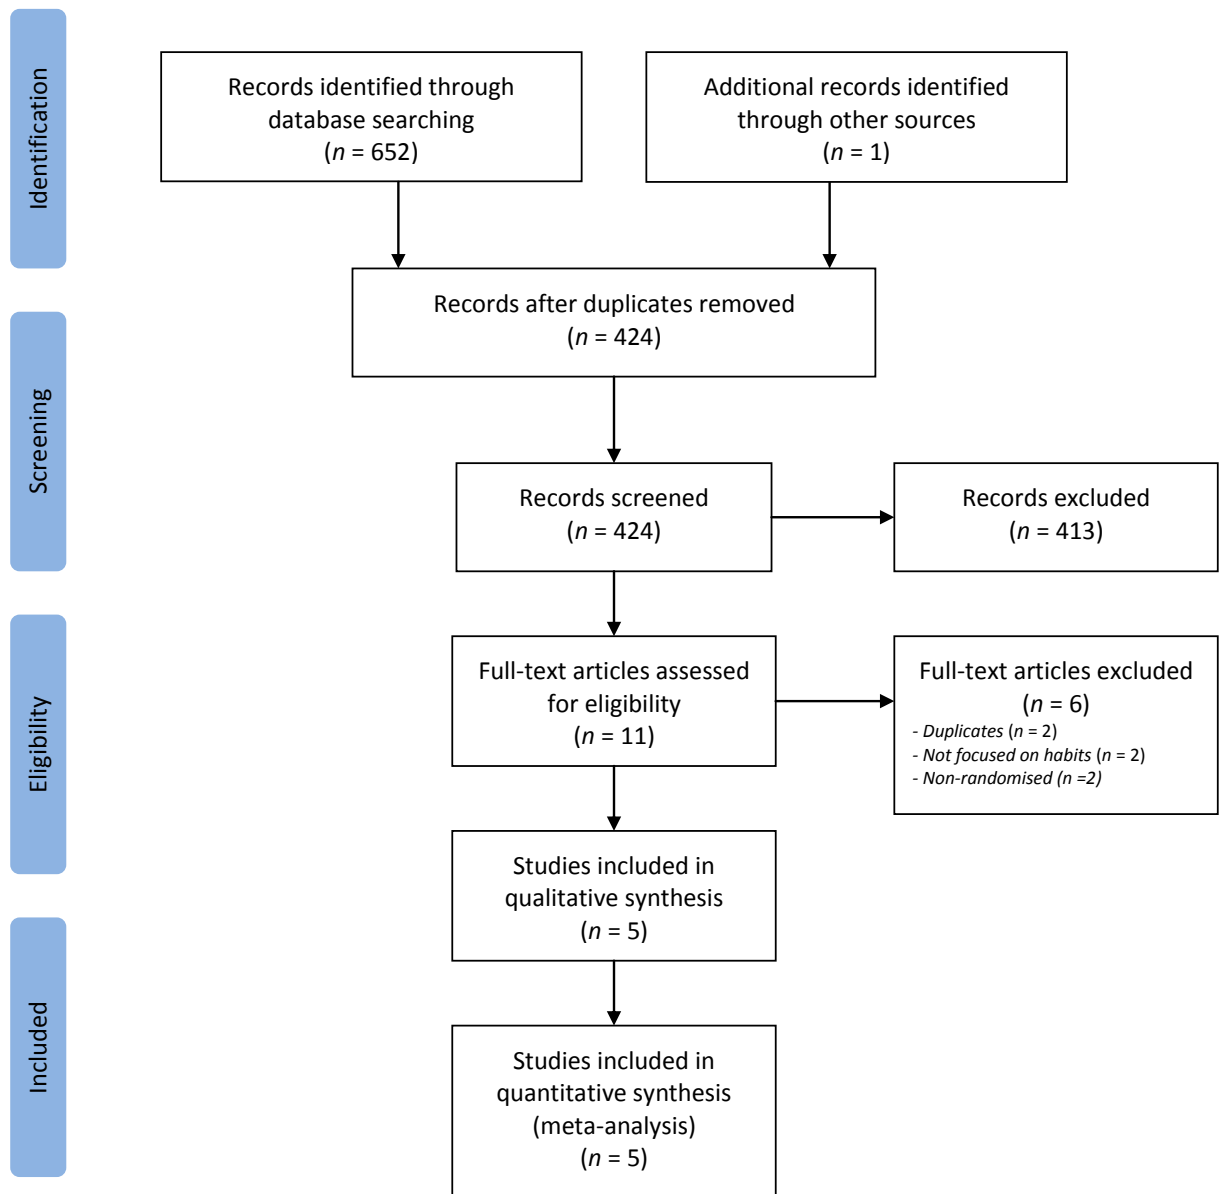 Identification
Records identified through
database searching
(n = 652)
Additional records identified
through other sources
(n = 1)
Records after duplicates removed
(n = 424)
Screening
Records screened
(n = 424)
Records excluded
(n = 413)
Eligibility
Full-text articles assessed
for eligibility
(n = 11)
Full-text articles excluded
(n = 6)
- Duplicates (n = 2)
- Not focused on habits (n = 2)
- Non-randomised (n =2)
Studies included in
qualitative synthesis
(n = 5)
Included
Studies included in
quantitative synthesis
(meta-analysis)
(n = 5)